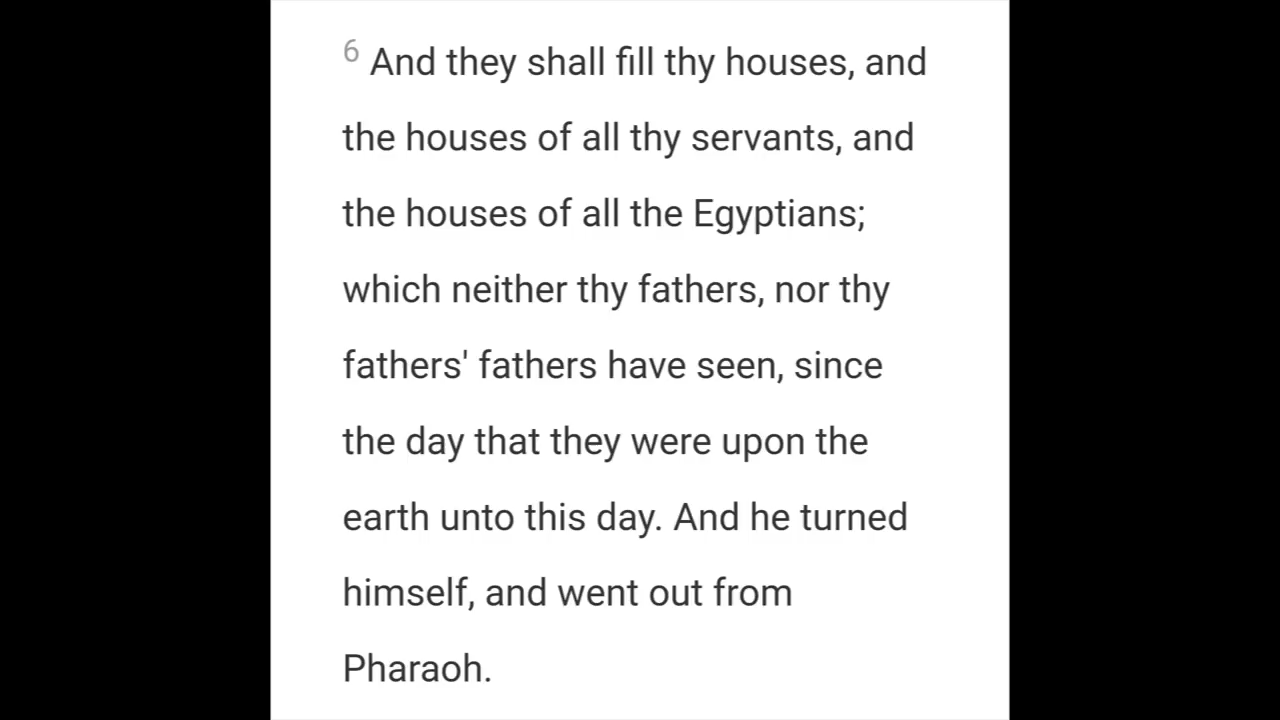 6 And they shall fill thy houses, and
the houses of all thy servants, and
the houses of all the Egyptians;
which neither thy fathers, nor thy
fathers' fathers have seen, since
the day that they were upon the
earth unto this day. And he turned
himself, and went out from
Pharaoh.